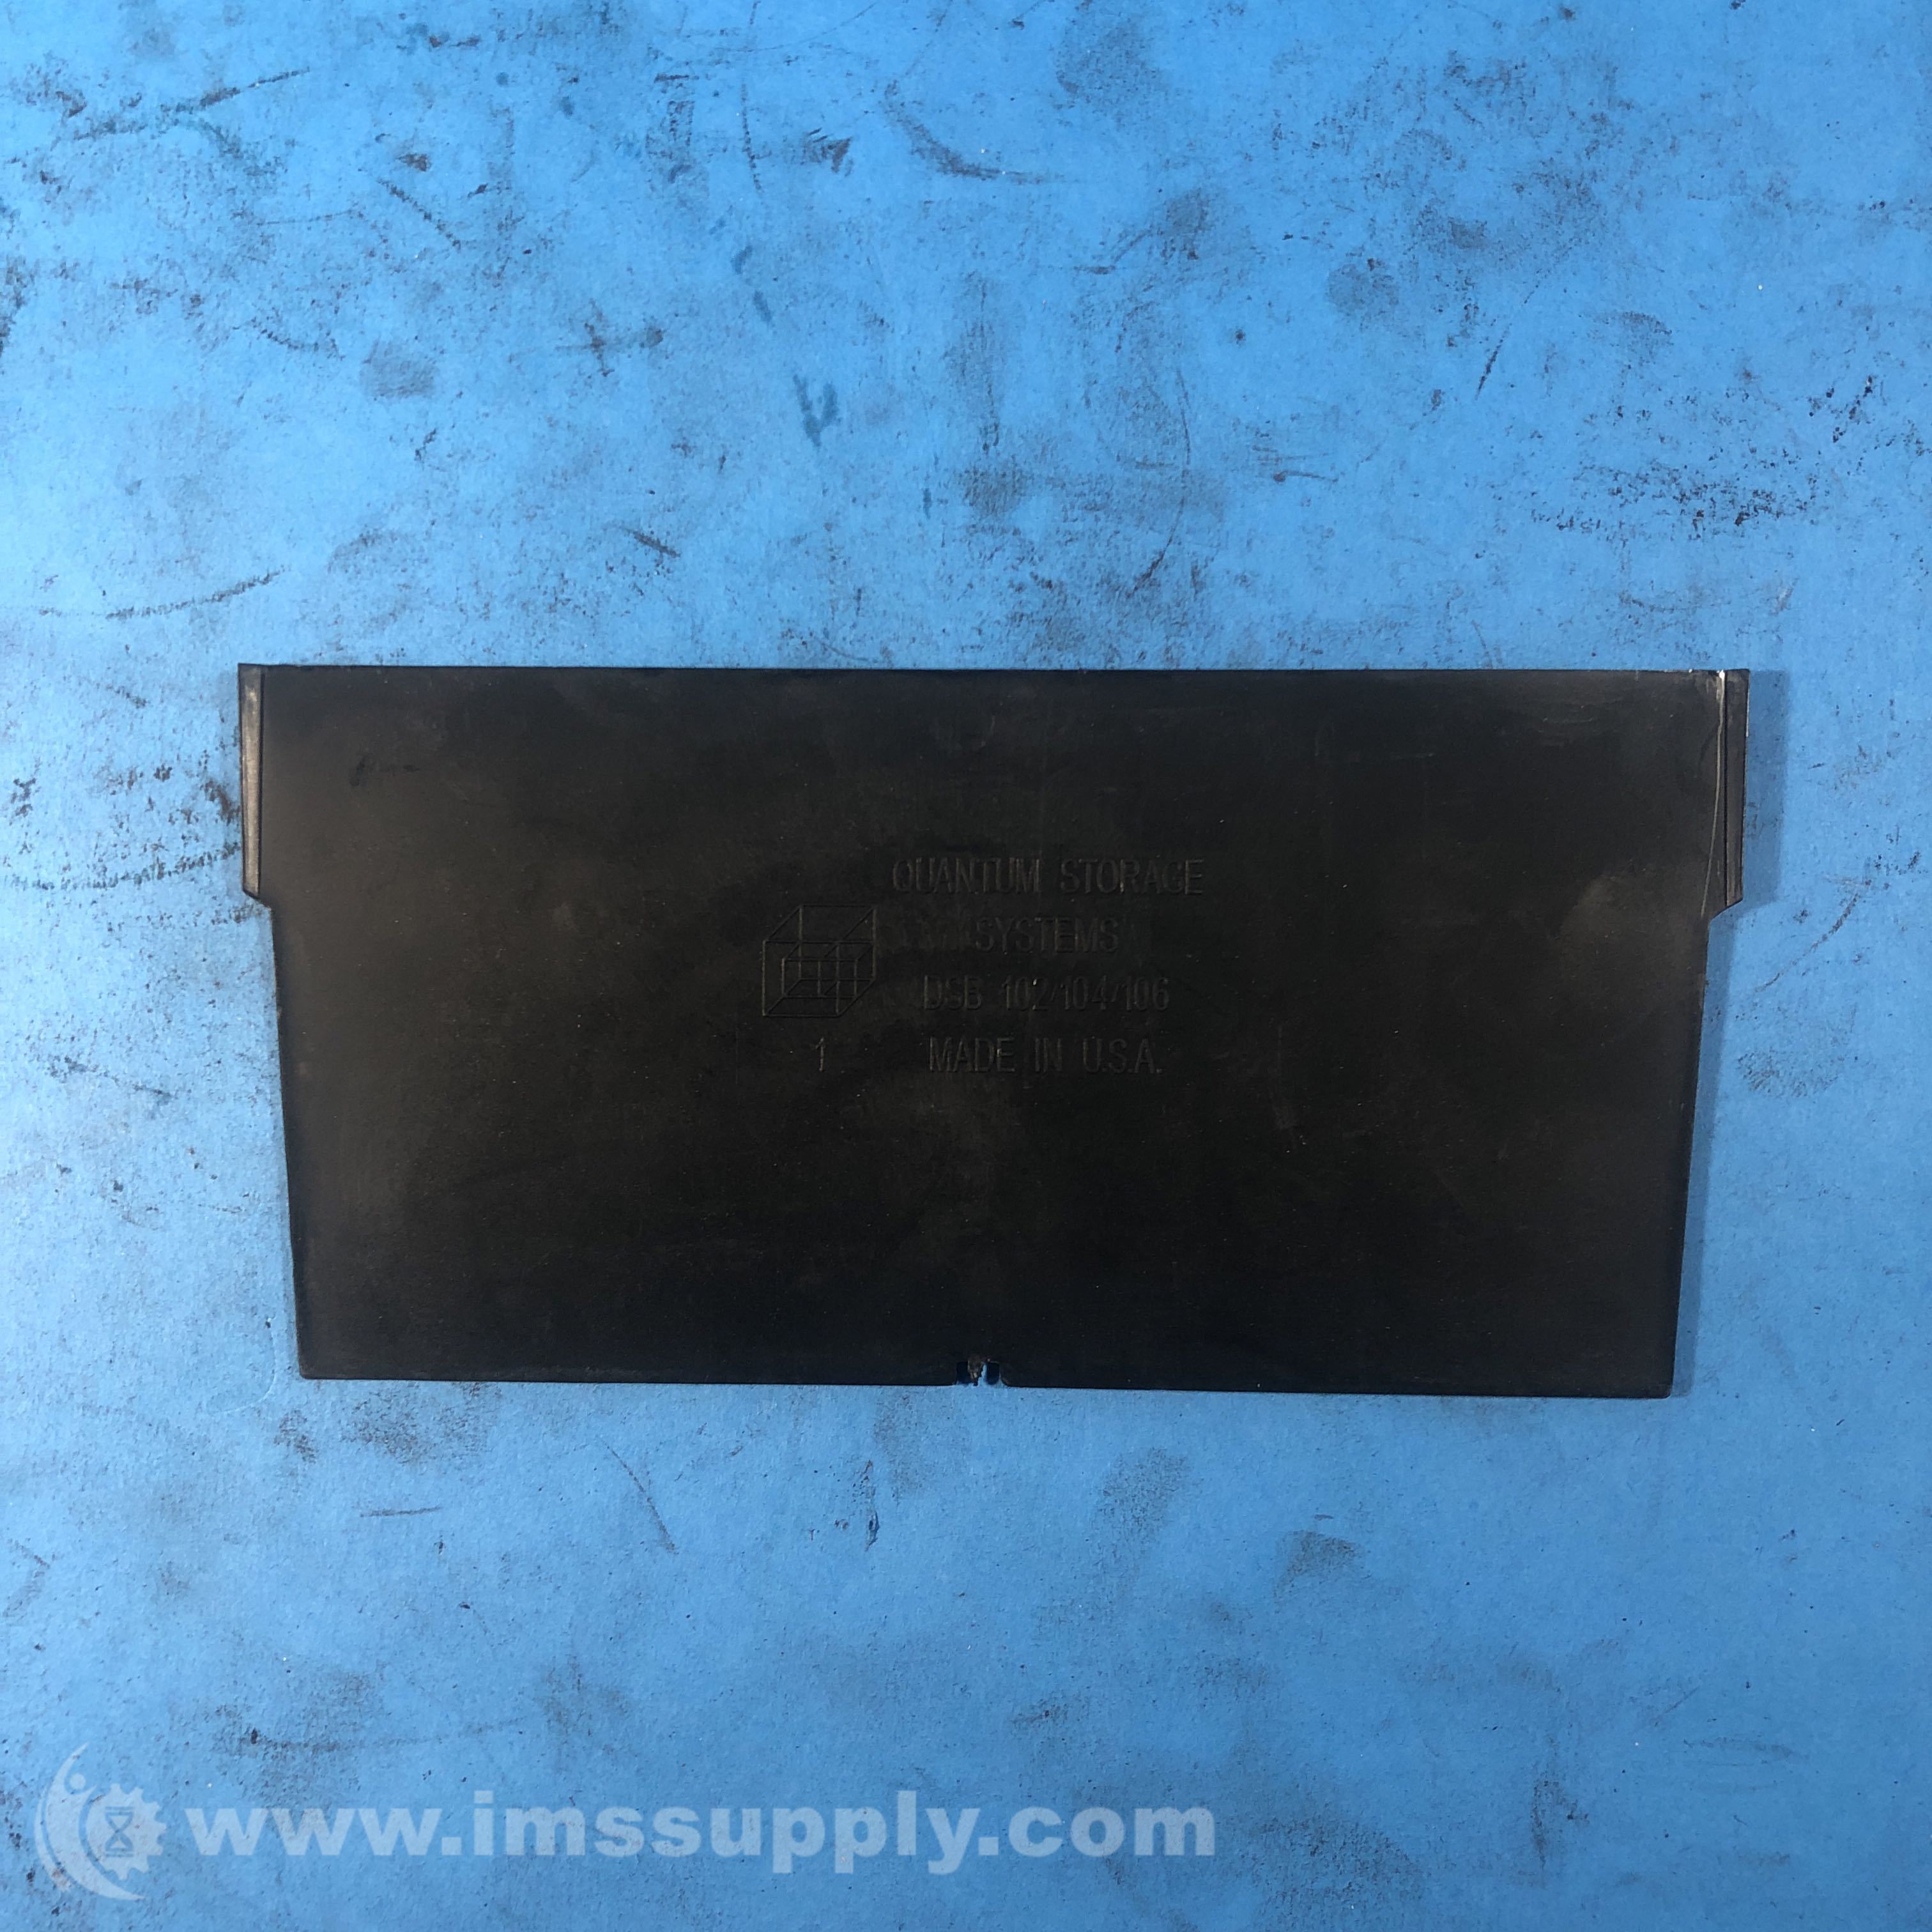 QUANTUM STORAGE
SYSTEMS
DSB 102/104/106
1 MADE IN U.S.A.
www.imssupply.com